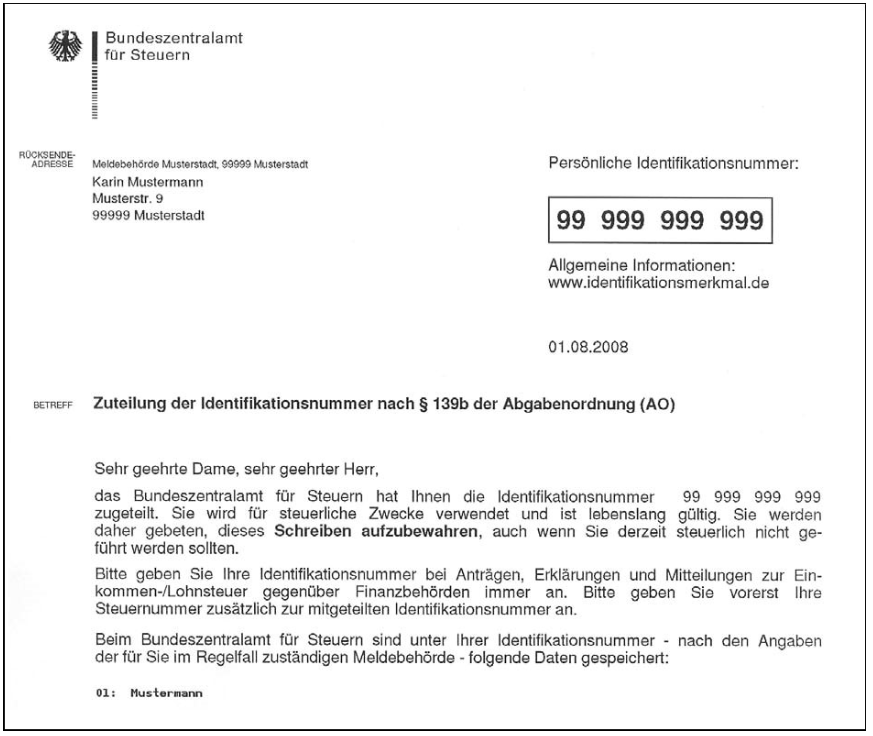 Bundeszentralamt
für Steuern
RÜCKSENDE-
ADRESSE
Meldebehörde Musterstadt, 99999 Musterstadt
Karin Mustermann
Musterstr. 9
99999 Musterstadt
Persönliche Identifikationsnummer:
99 999 999 999
Allgemeine Informationen:
www.identifikationsmerkmal.de
01.08.2008
BETREFF
Zuteilung der Identifikationsnummer nach § 139b der Abgabenordnung (AO)
Sehr geehrte Dame, sehr geehrter Herr,
das Bundeszentralamt für Steuern hat Ihnen die Identifikationsnummer 99 999 999 999
zugeteilt. Sie wird für steuerliche Zwecke verwendet und ist lebenslang gültig. Sie werden
daher gebeten, dieses Schreiben aufzubewahren, auch wenn Sie derzeit steuerlich nicht ge-
führt werden sollten.
Bitte geben Sie Ihre Identifikationsnummer bei Anträgen, Erklärungen und Mitteilungen zur Ein-
kommen-/Lohnsteuer gegenüber Finanzbehörden immer an. Bitte geben Sie vorerst Ihre
Steuernummer zusätzlich zur mitgeteilten Identifikationsnummer an.
Beim Bundeszentralamt für Steuern sind unter Ihrer Identifikationsnummer - nach den Angaben
der für Sie im Regelfall zuständigen Meldebehörde - folgende Daten gespeichert:
01: Mustermann